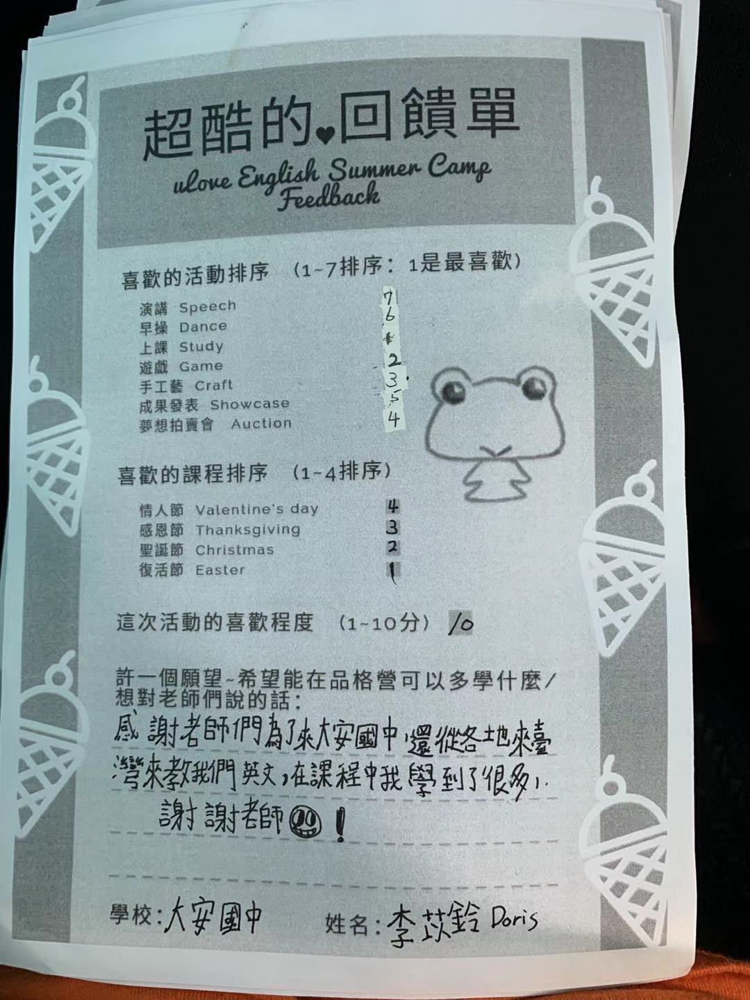 超酷的♥回饋單
uLove English Summer Camp
Feedback
喜歡的活動排序 (1~7排序：1是最喜歡)
演講 Speech 7
早操 Dance 6
上課 Study 1
遊戲 Game 2
手工藝 Craft 3
成果發表 Showcase 5
夢想拍賣會 Auction 4
喜歡的課程排序 (1~4排序)
情人節 Valentine's day 4
感恩節 Thanksgiving 3
聖誕節 Christmas 2
復活節 Easter 1
這次活動的喜歡程度 (1~10分) 10
許一個願望~希望能在品格營可以多學什麼/
想對老師們說的話：
感謝老師們為了來大安國中,還從各地來臺
灣來教我們英文,在課程中我學到了很多,
謝謝老師!
學校：大安國中 姓名：李苡鈴 Doris